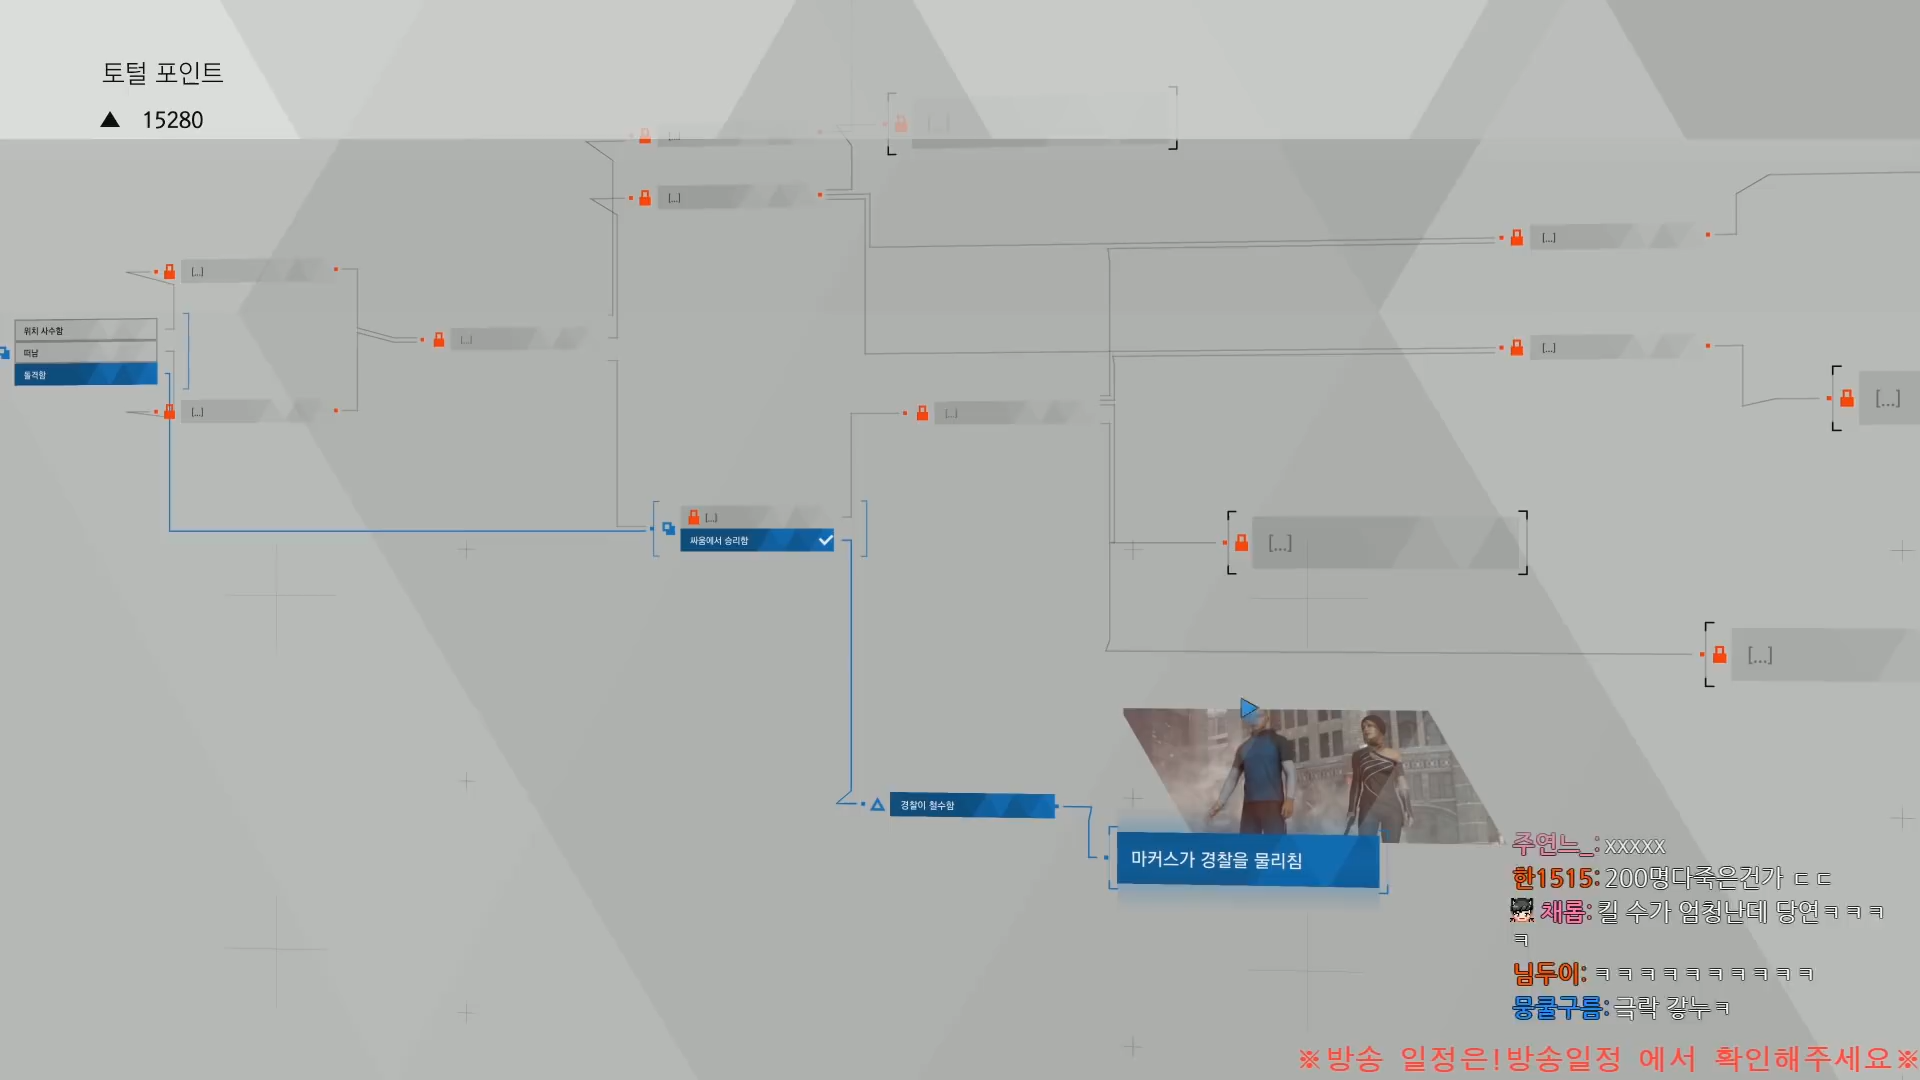 토털 포인트
▲ 15280
[...]
[...]
[...]
[...]
[...]
[...]
위치 사수함
[...]
[...]
떠남
돌격함
[...]
[...]
[...]
[...]
싸움에서 승리함
[...]
[...]
경찰이 철수함
마커스가 경찰을 물리침
주연느_: xxxxx
한1515: 200명다죽은건가 ㄷㄷ
채롭: 킬 수가 엄청난데 당연ㅋㅋㅋ
ㅋ
님두이: ㅋㅋㅋㅋㅋㅋㅋㅋㅋㅋ
뭉쿨구름: 극락 갛누ㅋ
※방송 일정은!방송일정 에서 확인해주세요※